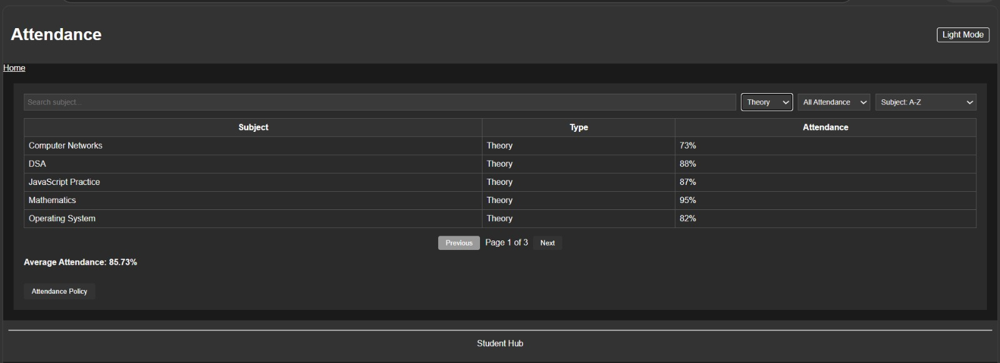 Attendance
Light Mode
Home
Search subject...
Theory
All Attendance
Subject: A-Z
Subject Type Attendance
Computer Networks Theory 73%
DSA Theory 88%
JavaScript Practice Theory 87%
Mathematics Theory 95%
Operating System Theory 82%
Previous Page 1 of 3 Next
Average Attendance: 85.73%
Attendance Policy
Student Hub